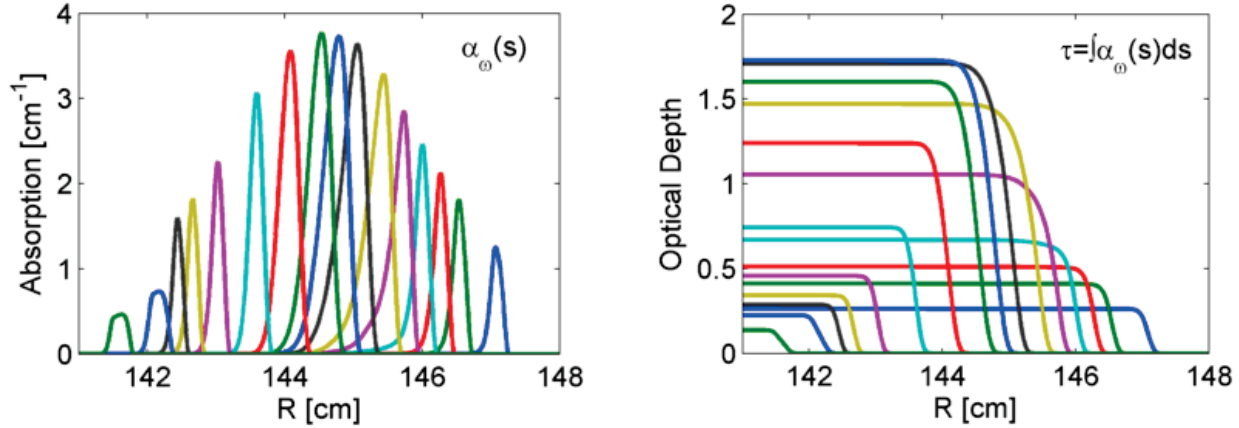 4
3
2
1
0
Absorption [cm⁻¹]
α_ω(s)
142 144 146 148
R [cm]
2
1.5
1
0.5
0
Optical Depth
τ=∫α_ω(s)ds
142 144 146 148
R [cm]